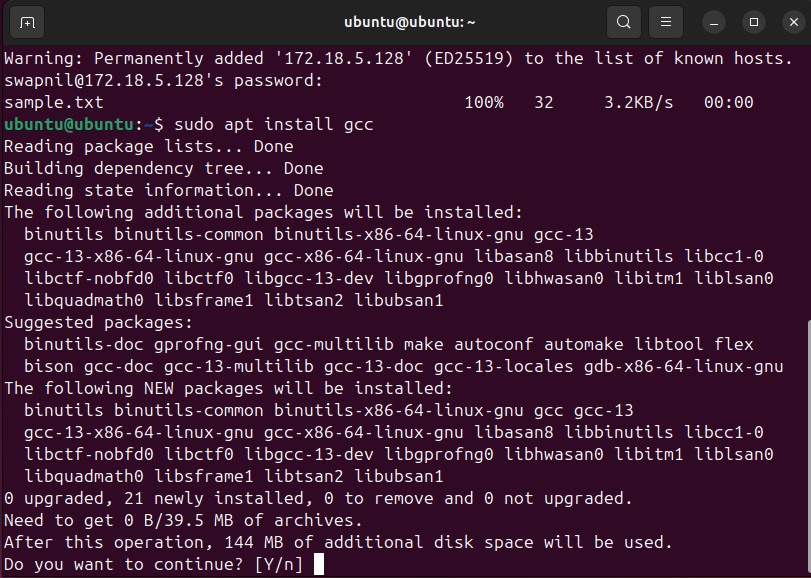 ubuntu@ubuntu: ~
Warning: Permanently added '172.18.5.128' (ED25519) to the list of known hosts.
swapnil@172.18.5.128's password:
sample.txt 100% 32 3.2KB/s 00:00
ubuntu@ubuntu:~$ sudo apt install gcc
Reading package lists... Done
Building dependency tree... Done
Reading state information... Done
The following additional packages will be installed:
binutils binutils-common binutils-x86-64-linux-gnu gcc-13
gcc-13-x86-64-linux-gnu gcc-x86-64-linux-gnu libasan8 libbinutils libcc1-0
libctf-nobfd0 libctf0 libgcc-13-dev libgprofng0 libhwasan0 libitm1 liblsan0
libquadmath0 libsframe1 libtsan2 libubsan1
Suggested packages:
binutils-doc gprofng-gui gcc-multilib make autoconf automake libtool flex
bison gcc-doc gcc-13-multilib gcc-13-doc gcc-13-locales gdb-x86-64-linux-gnu
The following NEW packages will be installed:
binutils binutils-common binutils-x86-64-linux-gnu gcc gcc-13
gcc-13-x86-64-linux-gnu gcc-x86-64-linux-gnu libasan8 libbinutils libcc1-0
libctf-nobfd0 libctf0 libgcc-13-dev libgprofng0 libhwasan0 libitm1 liblsan0
libquadmath0 libsframe1 libtsan2 libubsan1
0 upgraded, 21 newly installed, 0 to remove and 0 not upgraded.
Need to get 0 B/39.5 MB of archives.
After this operation, 144 MB of additional disk space will be used.
Do you want to continue? [Y/n]